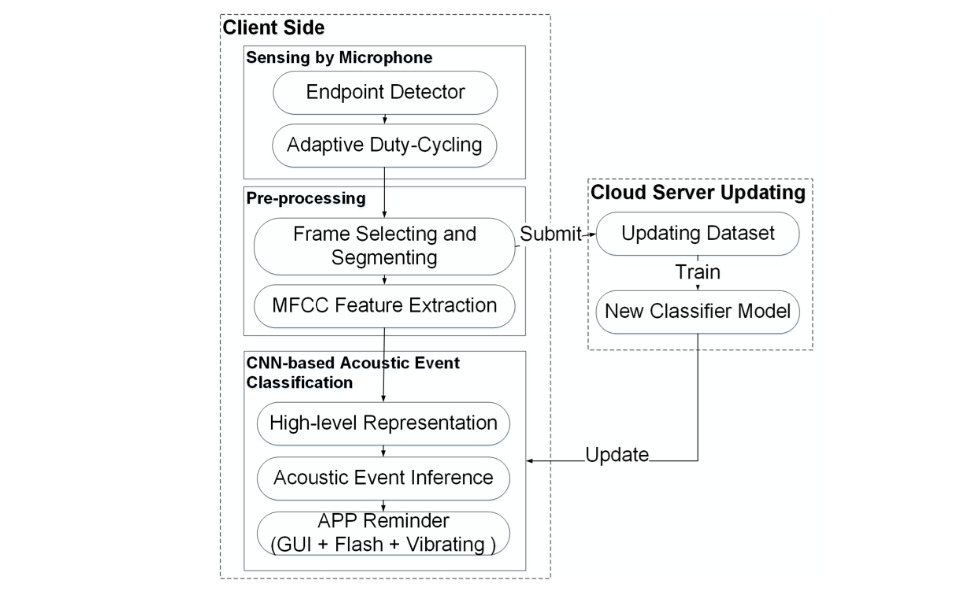 Client Side
Sensing by Microphone
Endpoint Detector
Adaptive Duty-Cycling
Pre-processing
Frame Selecting and
Segmenting
MFCC Feature Extraction
CNN-based Acoustic Event
Classification
High-level Representation
Acoustic Event Inference
APP Reminder
(GUI + Flash + Vibrating )
Submit
Cloud Server Updating
Updating Dataset
Train
New Classifier Model
Update